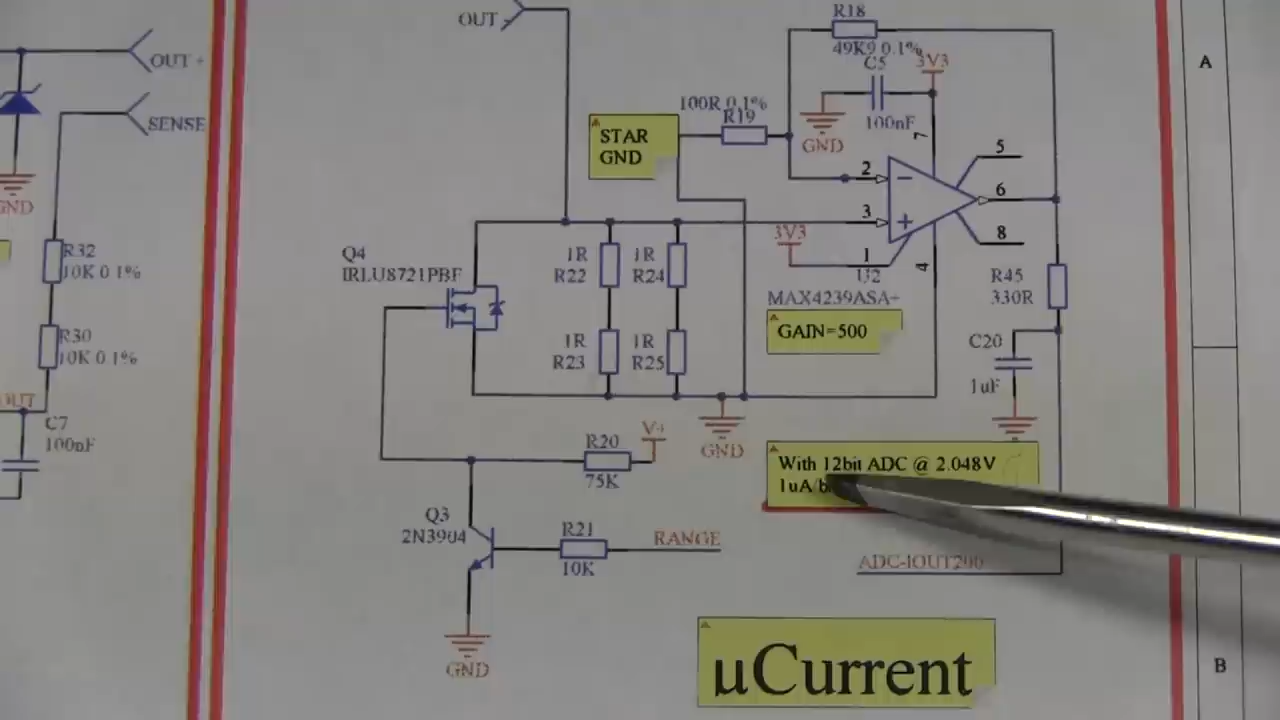 OUT +
SENSE
GND
R32
10K 0.1%
R30
10K 0.1%
OUT
C7
100nF
OUT -
R18
49K9 0.1%
C5
3V3
100nF
GND
7
100R 0.1%
R19
STAR
GND
2
3
5
6
8
3V3
1
4
U2
MAX4239ASA+
GAIN=500
Q4
IRLU8721PBF
1R
R22
1R
R24
1R
R23
1R
R25
R45
330R
C20
1uF
GND
V+
R20
75K
With 12bit ADC @ 2.048V
Q3
2N3904
R21
10K
RANGE
ADC-IOUT200
GND
µCurrent
A
B